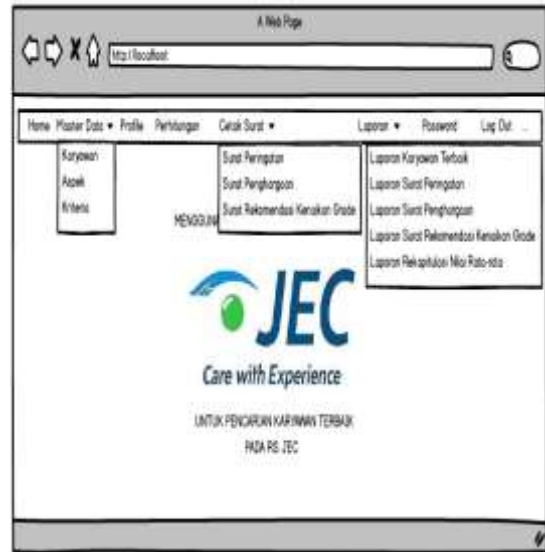 A Web Page
http://localhost
Home Master Data Profile Perhitungan Cetak Surat Laporan Password Log Out ...
Karyawan
Aspek
Kriteria
Surat Peringatan
Surat Penghargaan
Surat Rekomendasi Kenaikan Grade
Laporan Karyawan Terbaik
Laporan Surat Peringatan
Laporan Surat Penghargaan
Laporan Surat Rekomendasi Kenaikan Grade
Laporan Rekapitulasi Nilai Rata-rata
MENGGUNA
JEC
Care with Experience
UNTUK PENCARIAN KARYAWAN TERBAIK
PADA RS. JEC